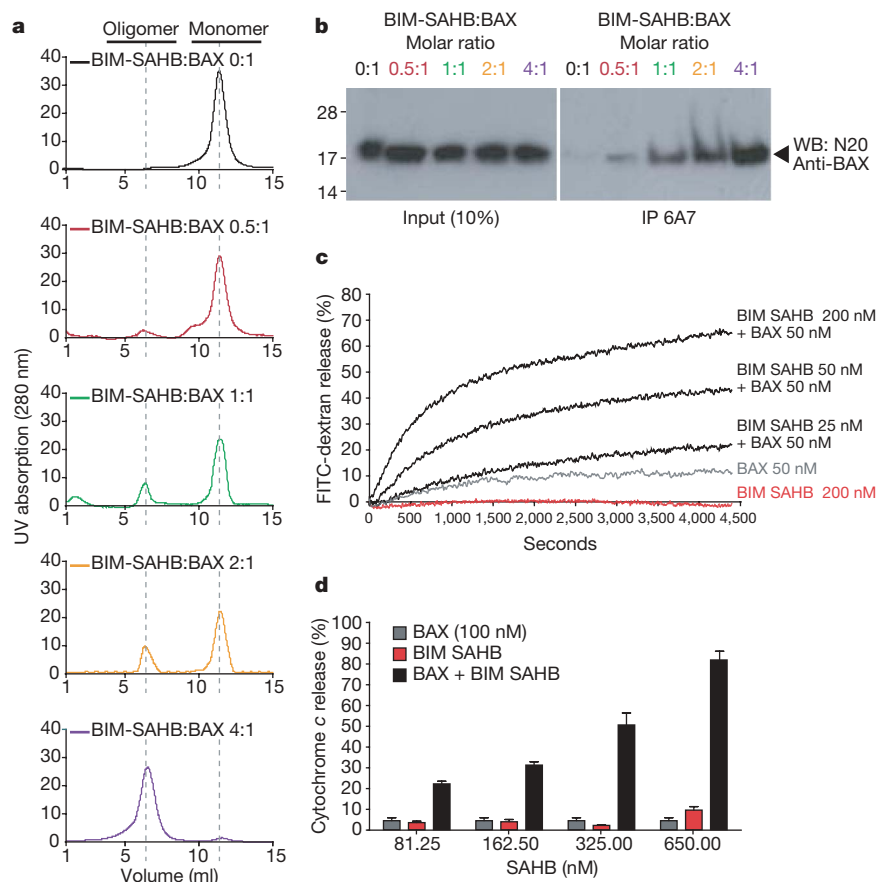 a
Oligomer Monomer
BIM-SAHB:BAX 0:1
40
30
20
10
0
1 5 10 15
BIM-SAHB:BAX 0.5:1
40
30
20
10
0
1 5 10 15
BIM-SAHB:BAX 1:1
40
30
20
10
0
1 5 10 15
BIM-SAHB:BAX 2:1
40
30
20
10
0
1 5 10 15
BIM-SAHB:BAX 4:1
40
30
20
10
0
1 5 10 15
UV absorption (280 nm)
Volume (ml)
b
BIM-SAHB:BAX
Molar ratio
0:1 0.5:1 1:1 2:1 4:1
BIM-SAHB:BAX
Molar ratio
0:1 0.5:1 1:1 2:1 4:1
28
17
14
WB: N20
Anti-BAX
Input (10%)
IP 6A7
c
80
70
60
50
40
30
20
10
0
FITC-dextran release (%)
BIM SAHB 200 nM
+ BAX 50 nM
BIM SAHB 50 nM
+ BAX 50 nM
BIM SAHB 25 nM
+ BAX 50 nM
BAX 50 nM
BIM SAHB 200 nM
0 500 1,000 1,500 2,000 2,500 3,000 3,500 4,000 4,500
Seconds
d
100
90
80
70
60
50
40
30
20
10
0
Cytochrome c release (%)
BAX (100 nM)
BIM SAHB
BAX + BIM SAHB
81.25 162.50 325.00 650.00
SAHB (nM)